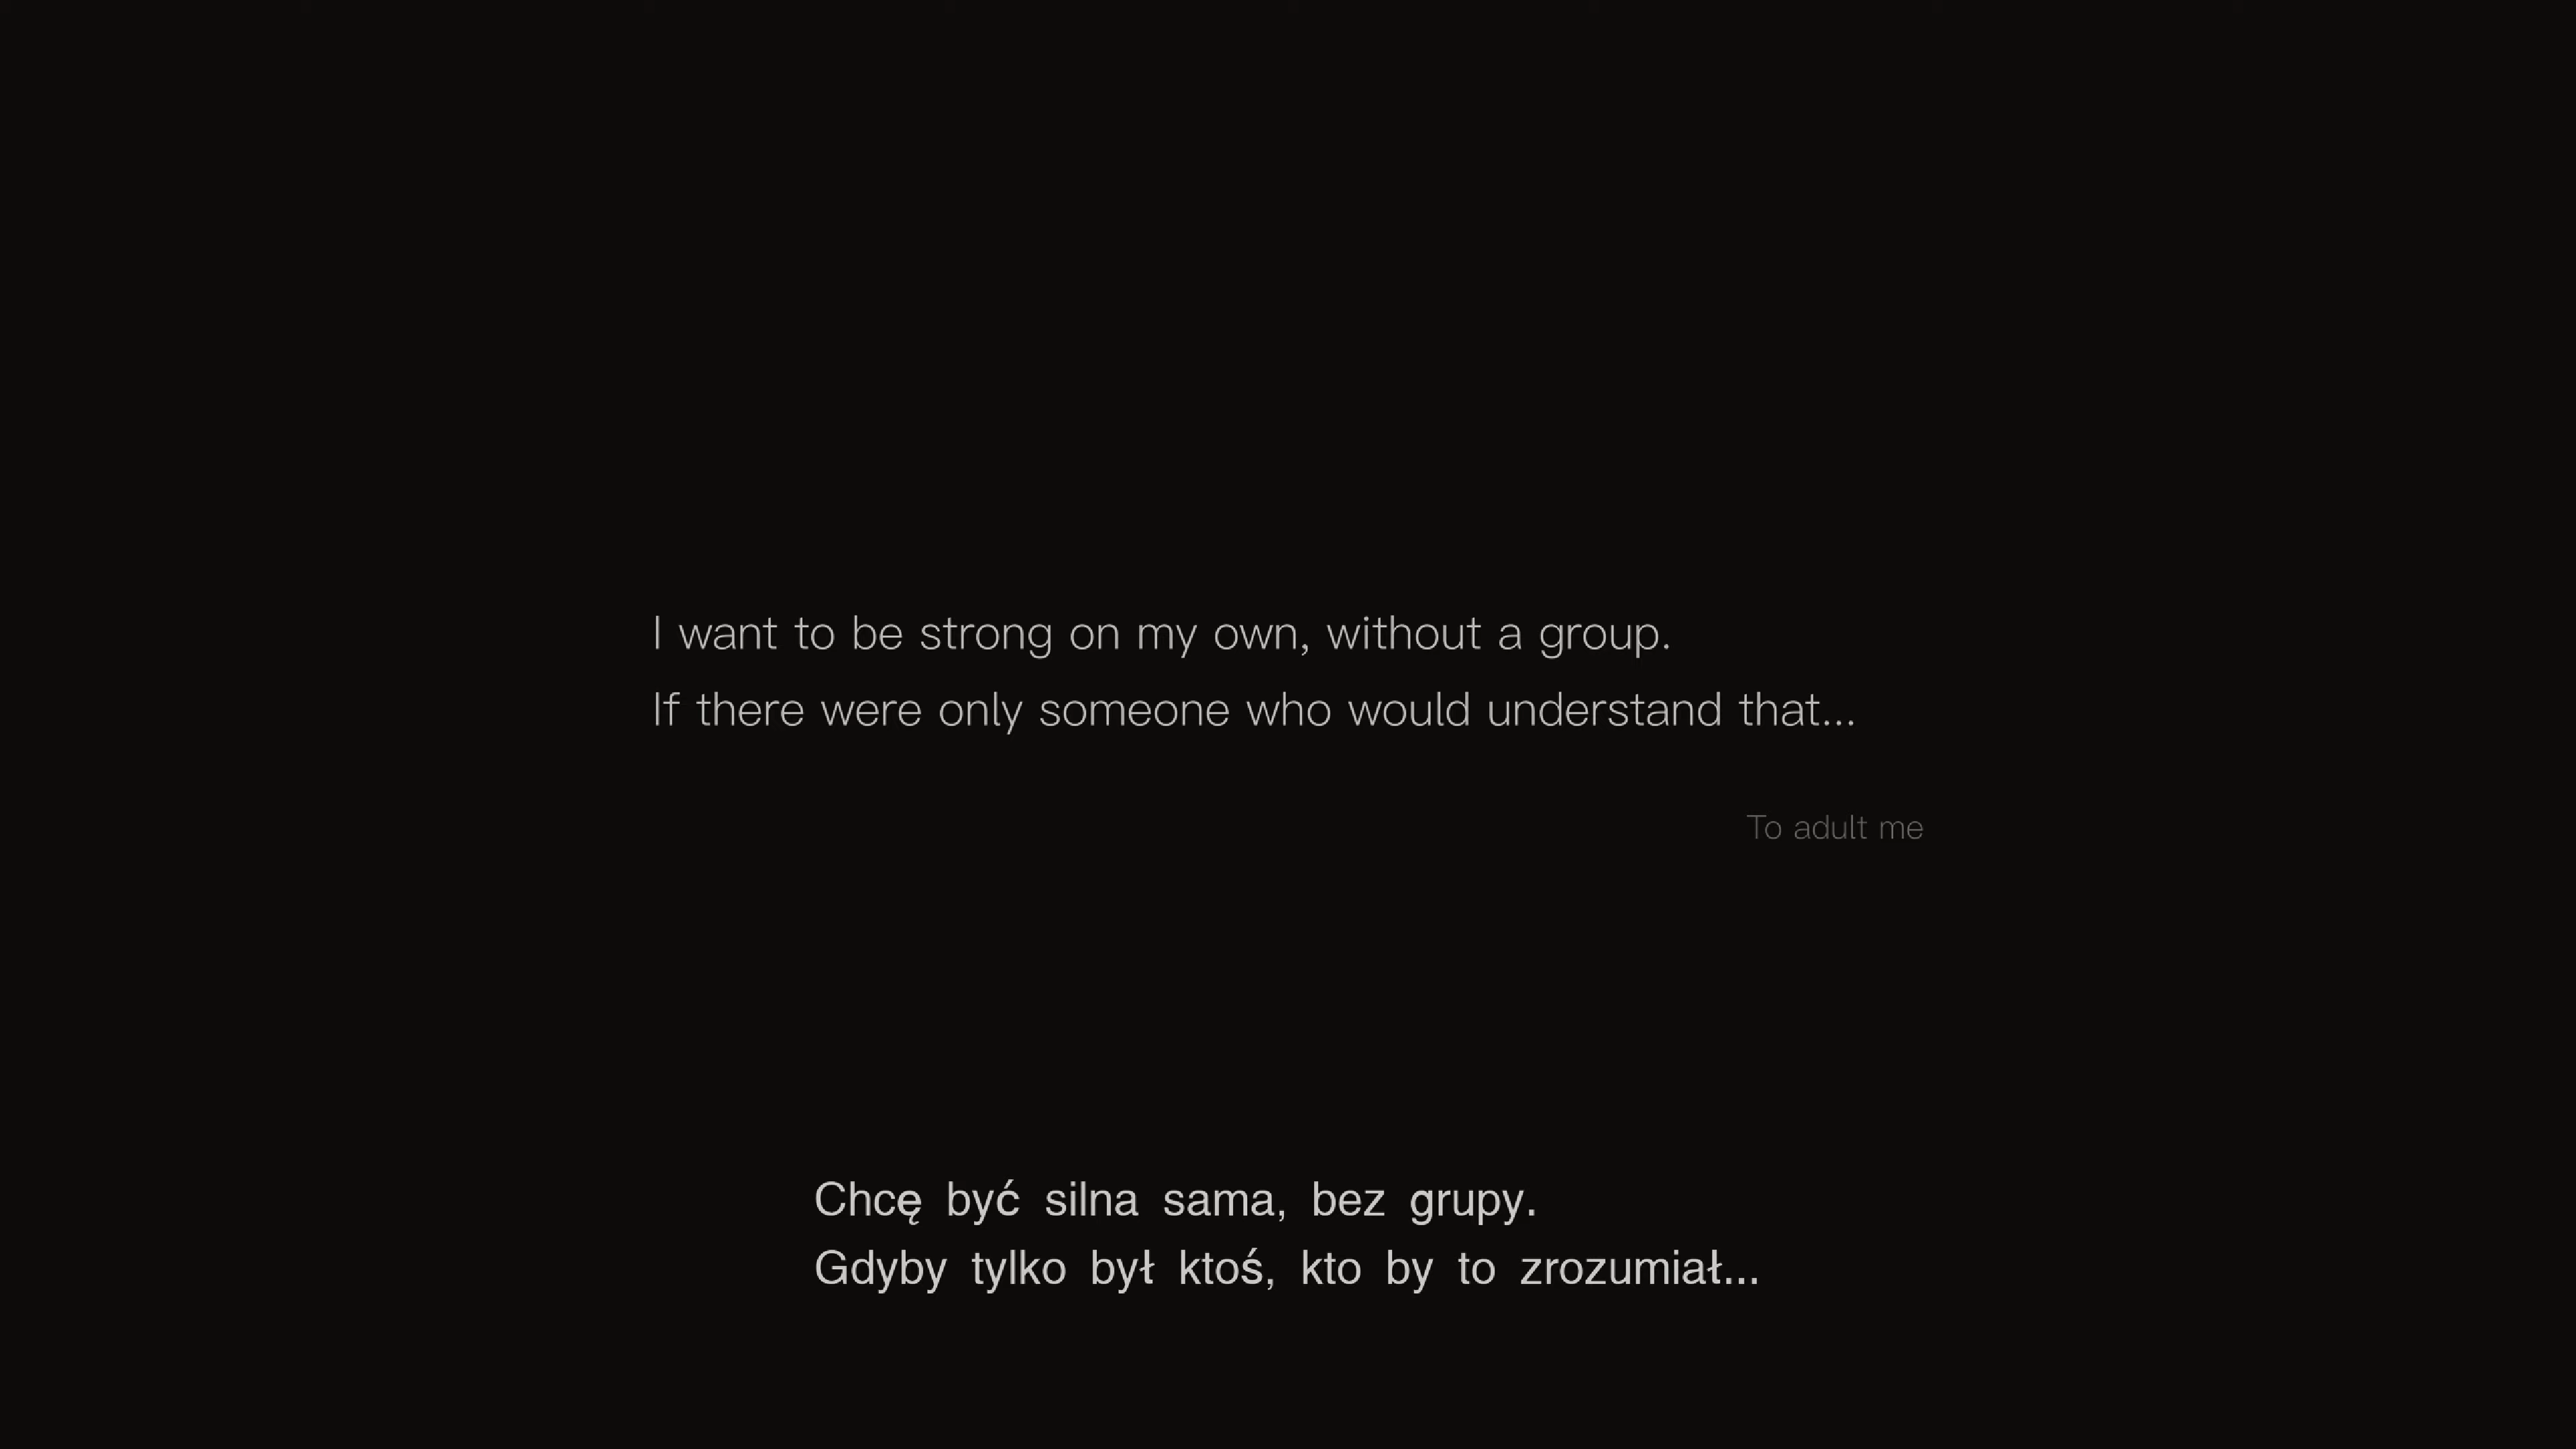 I want to be strong on my own, without a group.
If there were only someone who would understand that...
To adult me
Chcę być silna sama, bez grupy.
Gdyby tylko był ktoś, kto by to zrozumiał...